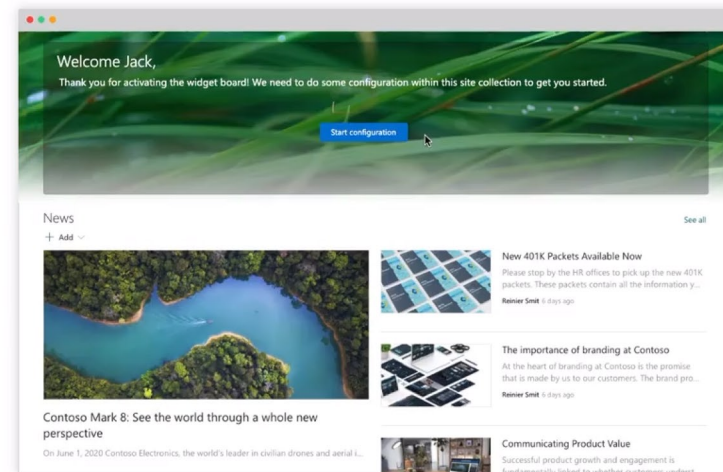 Welcome Jack,
Thank you for activating the widget board! We need to do some configuration within this site collection to get you started.
Start configuration
News
See all
+ Add
Contoso Mark 8: See the world through a whole new
perspective
On June 1, 2020 Contoso Electronics, the world's leader in civilian drones and aerial i...
New 401K Packets Available Now
Please stop by the HR offices to pick up the new 401K
packets. These packets contain all the information y...
Reinier Smit 6 days ago
The importance of branding at Contoso
At the heart of branding at Contoso is the promise
that is made by us to our customers. The brand pro...
Reinier Smit 6 days ago
Communicating Product Value
Successful product growth and engagement is
fundamentally linked to whether customers underst